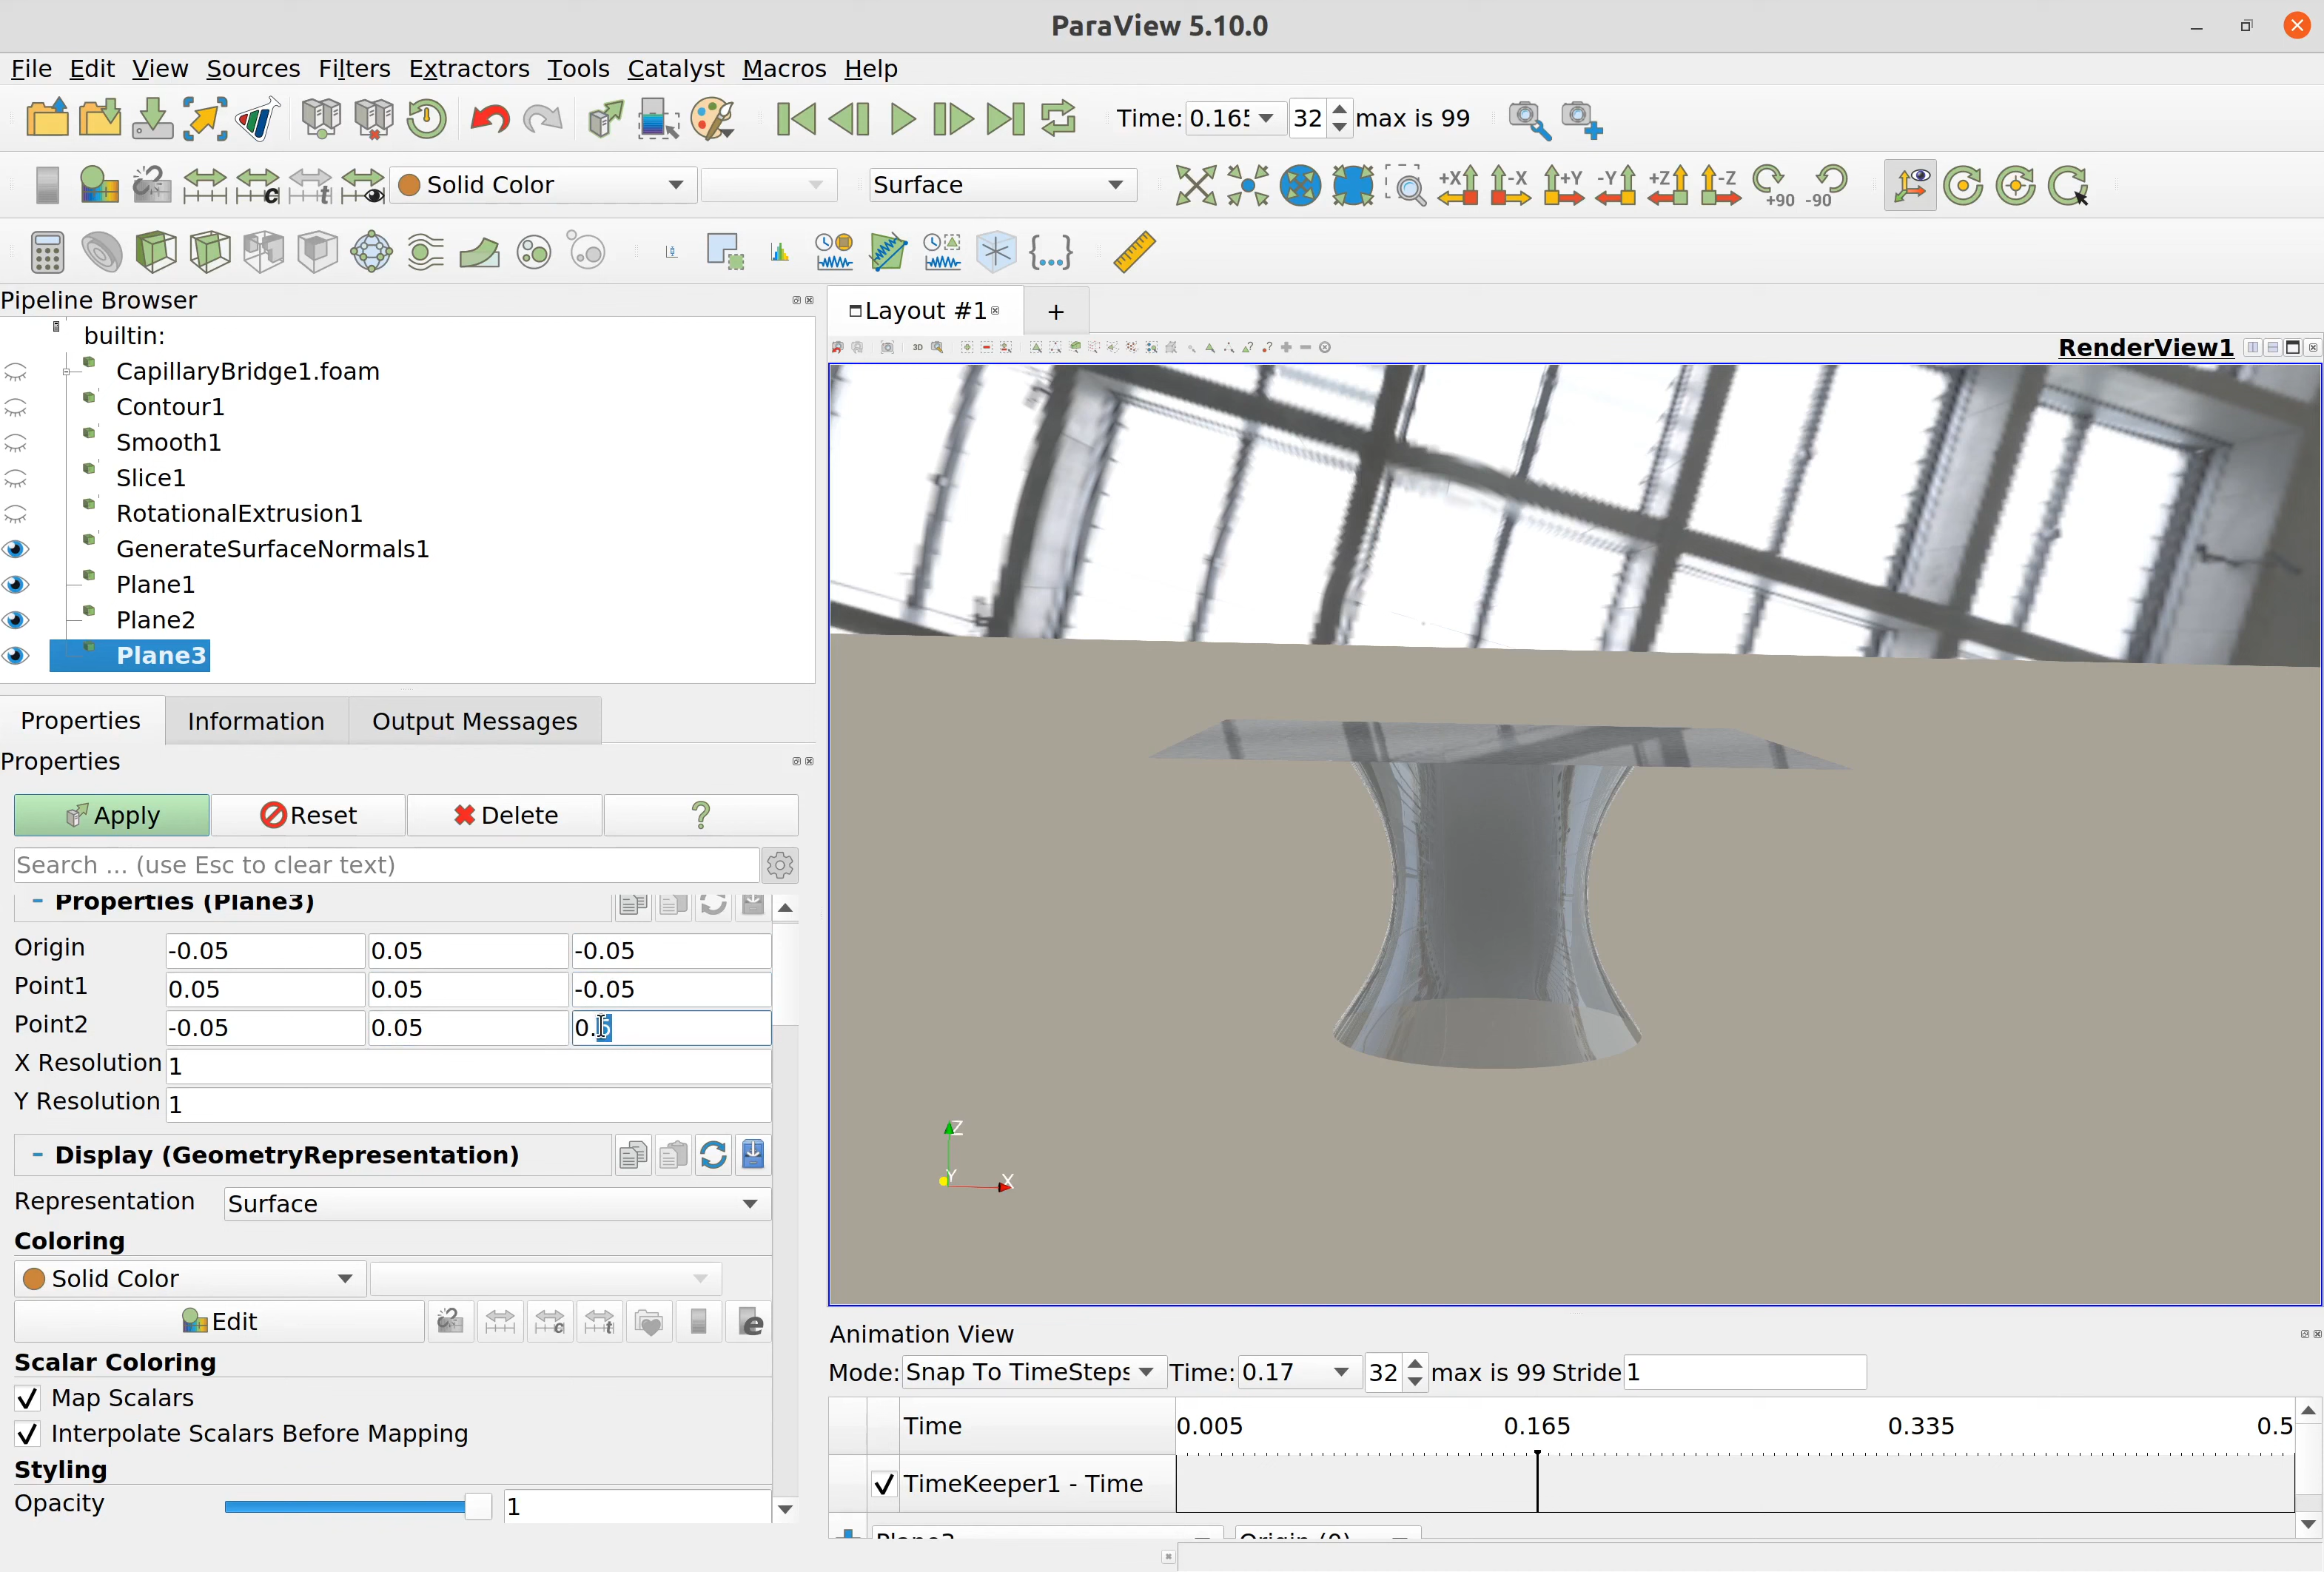 ParaView 5.10.0
File Edit View Sources Filters Extractors Tools Catalyst Macros Help
Time: 0.165 32 max is 99
Solid Color Surface +X -X +Y -Y +Z -Z +90 -90
Pipeline Browser
builtin:
CapillaryBridge1.foam
Contour1
Smooth1
Slice1
RotationalExtrusion1
GenerateSurfaceNormals1
Plane1
Plane2
Plane3
Layout #1 +
3D
RenderView1
Properties Information Output Messages
Properties
Apply Reset Delete ?
Search ... (use Esc to clear text)
Properties (Plane3)
Origin -0.05 0.05 -0.05
Point1 0.05 0.05 -0.05
Point2 -0.05 0.05 0.5
X Resolution 1
Y Resolution 1
Display (GeometryRepresentation)
Representation Surface
Coloring
Solid Color
Edit
Scalar Coloring
Map Scalars
Interpolate Scalars Before Mapping
Styling
Opacity 1
Z
Y X
Animation View
Mode: Snap To TimeSteps Time: 0.17 32 max is 99 Stride 1
Time 0.005 0.165 0.335 0.5
TimeKeeper1 - Time